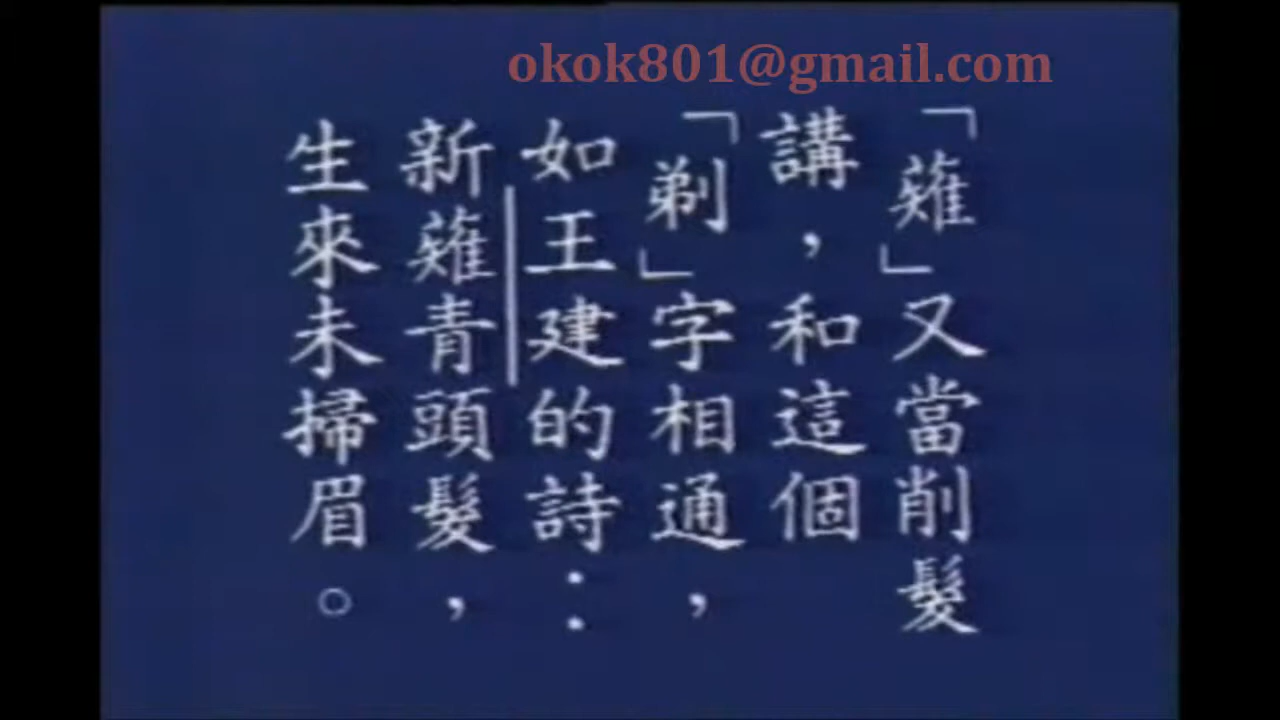 okok801@gmail.com
「薙」又當削髮
講，和這個
「剃」字相通，
如王建的詩：
新薙青頭髮，
生來未掃眉。